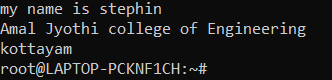 my name is stephin
Amal Jyothi college of Engineering
kottayam
root@LAPTOP-PCKNF1CH:~#